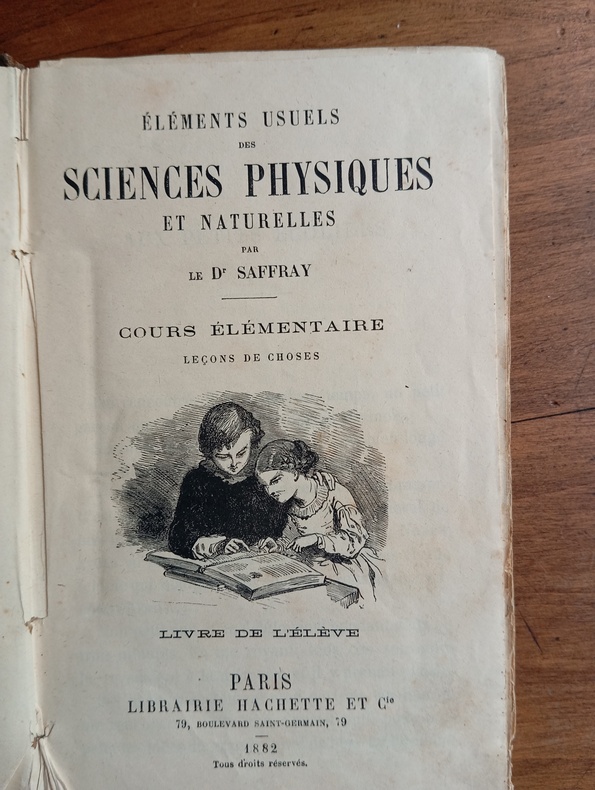 ÉLÉMENTS USUELS
DES
SCIENCES PHYSIQUES
ET NATURELLES
PAR
LE Dr SAFFRAY
COURS ÉLÉMENTAIRE
LEÇONS DE CHOSES
LIVRE DE L'ÉLÈVE
PARIS
LIBRAIRIE HACHETTE ET Cie
79, BOULEVARD SAINT-GERMAIN, 79
1882
Tous droits réservés.